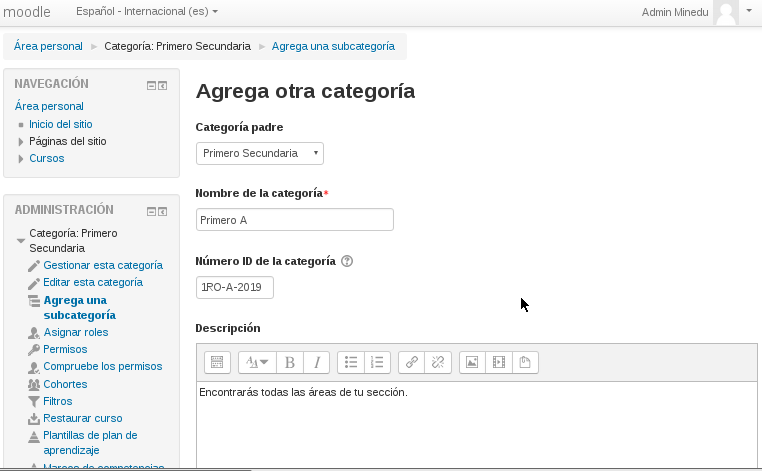 moodle
Español - Internacional (es)
Admin Minedu
Área personal
Categoría: Primero Secundaria
Agrega una subcategoría
NAVEGACIÓN
Área personal
Inicio del sitio
Páginas del sitio
Cursos
ADMINISTRACIÓN
Categoría: Primero
Secundaria
Gestionar esta categoría
Editar esta categoría
Agrega una
subcategoría
Asignar roles
Permisos
Compruebe los permisos
Cohortes
Filtros
Restaurar curso
Plantillas de plan de
aprendizaje
Marcos de competencias
Agrega otra categoría
Categoría padre
Primero Secundaria
Nombre de la categoría*
Primero A
Número ID de la categoría
1RO-A-2019
Descripción
B I
Encontrarás todas las áreas de tu sección.